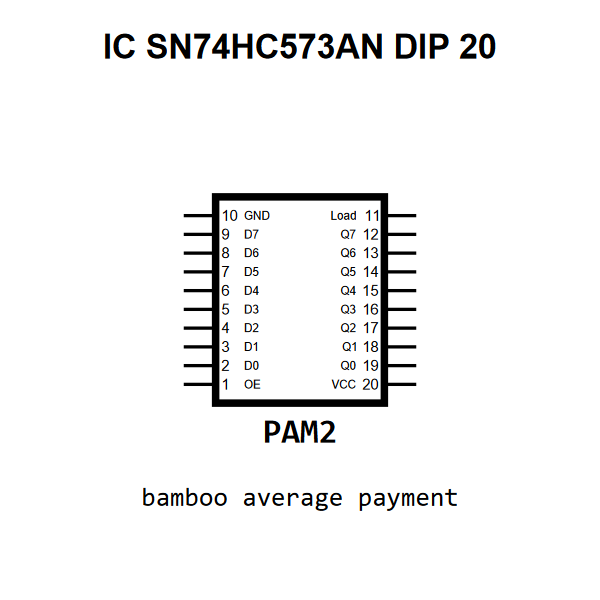 IC SN74HC573AN DIP 20
10 GND Load 11
9 D7 Q7 12
8 D6 Q6 13
7 D5 Q5 14
6 D4 Q4 15
5 D3 Q3 16
4 D2 Q2 17
3 D1 Q1 18
2 D0 Q0 19
1 OE VCC 20
PAM2
bamboo average payment